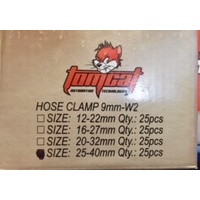 tomcat
AUTOMOTIVE TECHNOLOGY
HOSE CLAMP 9mm-W2
SIZE: 12-22mm Qty.: 25pcs
SIZE: 16-27mm Qty.: 25pcs
SIZE: 20-32mm Qty.: 25pcs
SIZE: 25-40mm Qty.: 25pcs